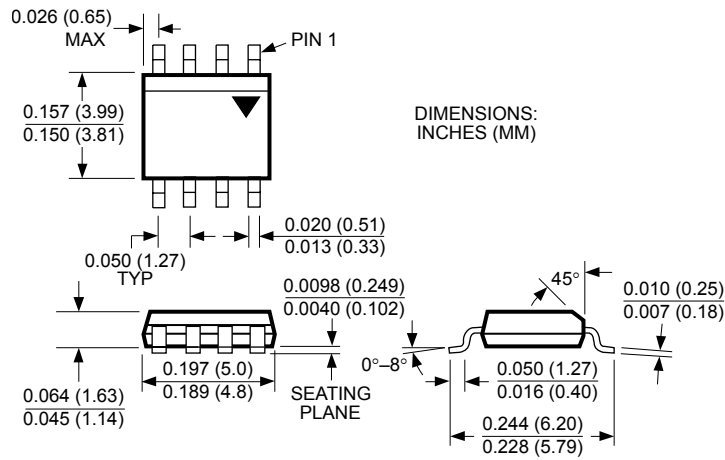 0.026 (0.65)
MAX
PIN 1
0.157 (3.99)
0.150 (3.81)
DIMENSIONS:
INCHES (MM)
0.020 (0.51)
0.013 (0.33)
0.050 (1.27)
TYP
0.0098 (0.249)
0.0040 (0.102)
45°
0.010 (0.25)
0.007 (0.18)
0°–8°
0.064 (1.63)
0.045 (1.14)
0.197 (5.0)
0.189 (4.8)
SEATING
PLANE
0.050 (1.27)
0.016 (0.40)
0.244 (6.20)
0.228 (5.79)